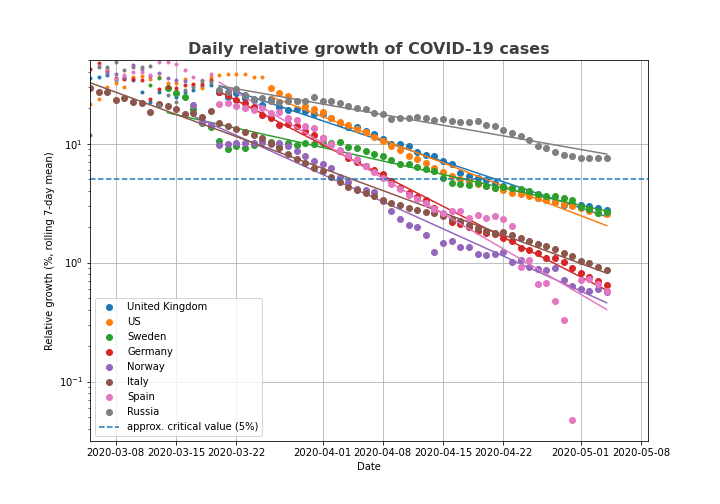 Daily relative growth of COVID-19 cases
Relative growth (%, rolling 7-day mean)
10¹
10⁰
10⁻¹
United Kingdom
US
Sweden
Germany
Norway
Italy
Spain
Russia
approx. critical value (5%)
2020-03-08 2020-03-15 2020-03-22 2020-04-01 2020-04-08 2020-04-15 2020-04-22 2020-05-01 2020-05-08
Date